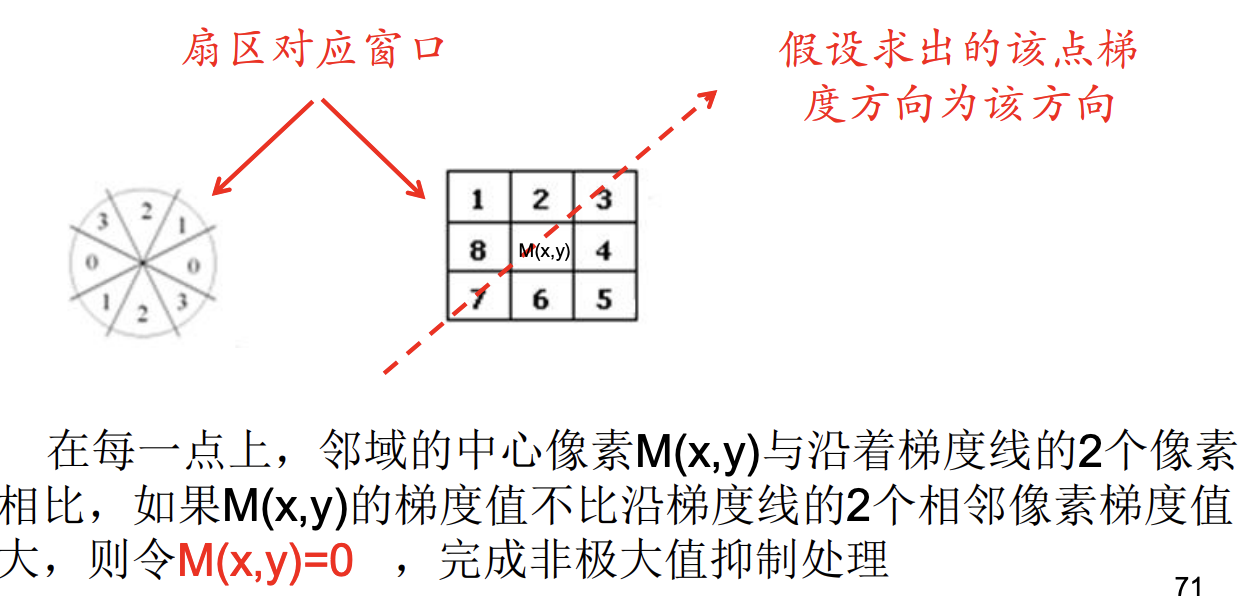 扇区对应窗口
假设求出的该点梯
度方向为该方向
3 2 1
0 0
1 2 3
1 2 3
8 M(x,y) 4
7 6 5
在每一点上，邻域的中心像素M(x,y)与沿着梯度线的2个像素
相比，如果M(x,y)的梯度值不比沿梯度线的2个相邻像素梯度值
大，则令M(x,y)=0 ，完成非极大值抑制处理
71